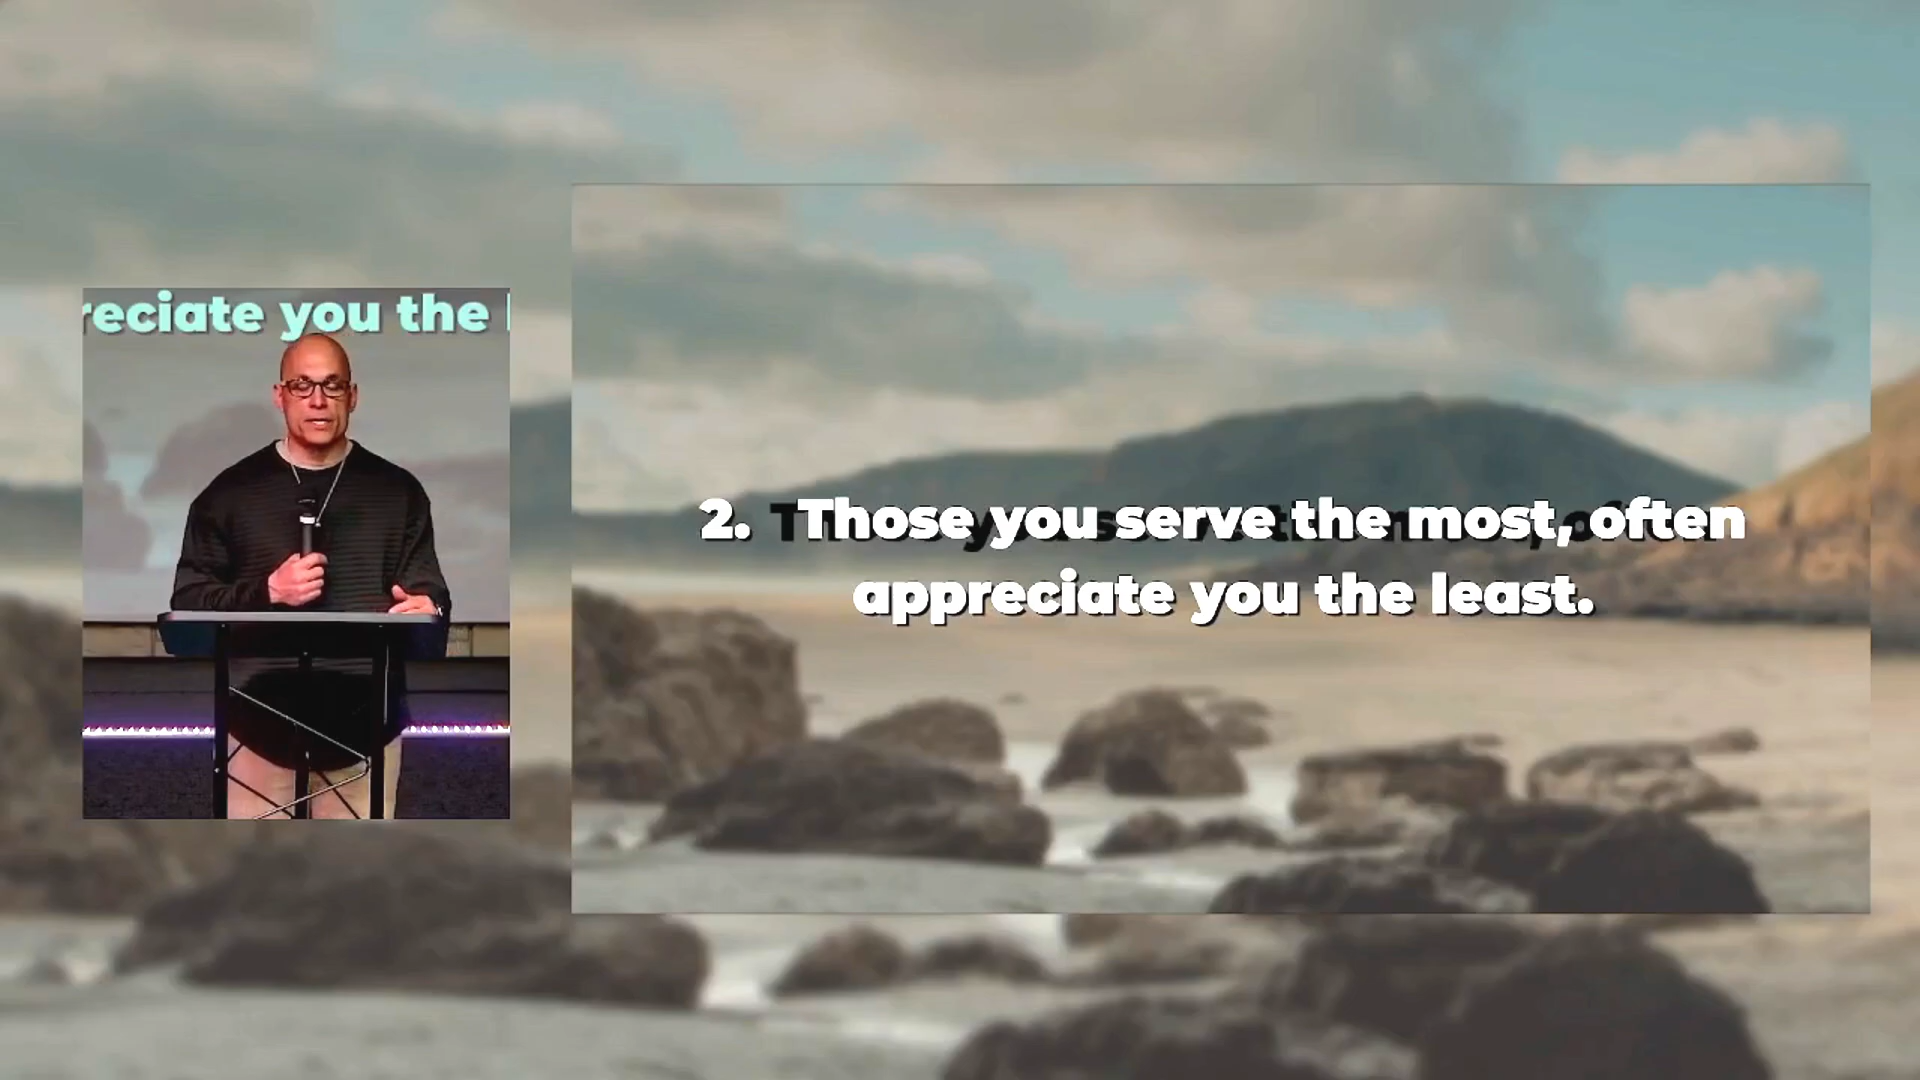 reciate you the
2. Those you serve the most, often
appreciate you the least.